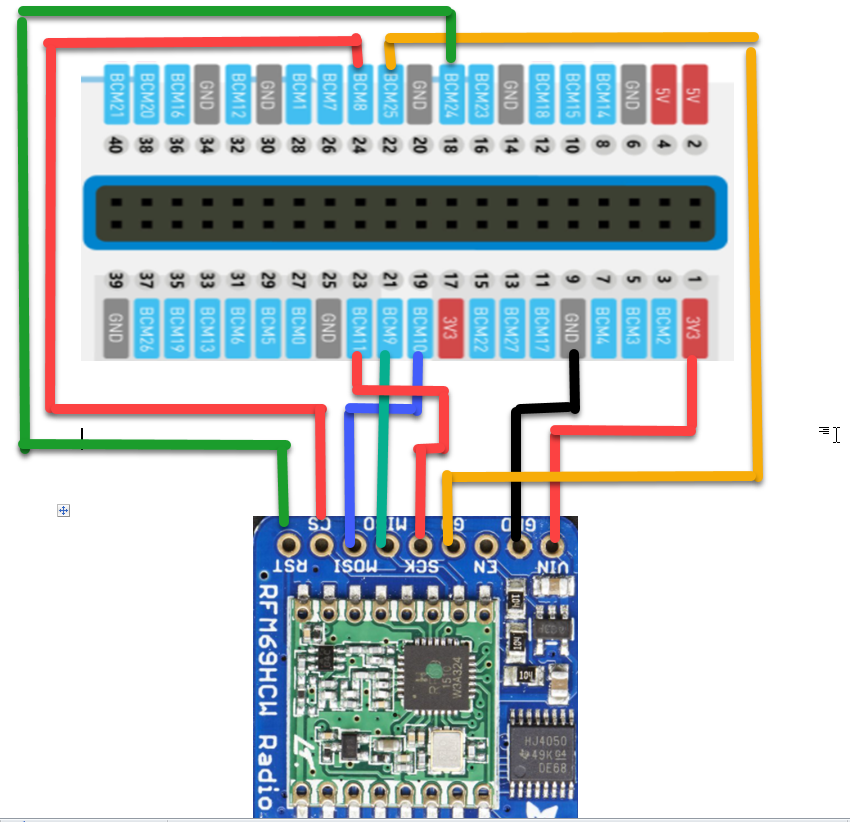 BCM21 BCM20 BCM16 GND BCM12 GND BCM1 BCM7 BCM8 BCM25 GND BCM24 BCM23 GND BCM18 BCM15 BCM14 GND 5V 5V
40 38 36 34 32 30 28 26 24 22 20 18 16 14 12 10 8 6 4 2
39 37 35 33 31 29 27 25 23 21 19 17 15 13 11 9 7 5 3 1
GND BCM26 BCM19 BCM13 BCM6 BCM5 BCM0 GND BCM11 BCM9 BCM10 3V3 BCM22 BCM27 BCM17 GND BCM4 BCM3 BCM2 3V3
CS MISO GND
RST MOSI SCK EN VIN
RFM69HCW Radio
W3A324
104
104
HJ4050
49K
DE68